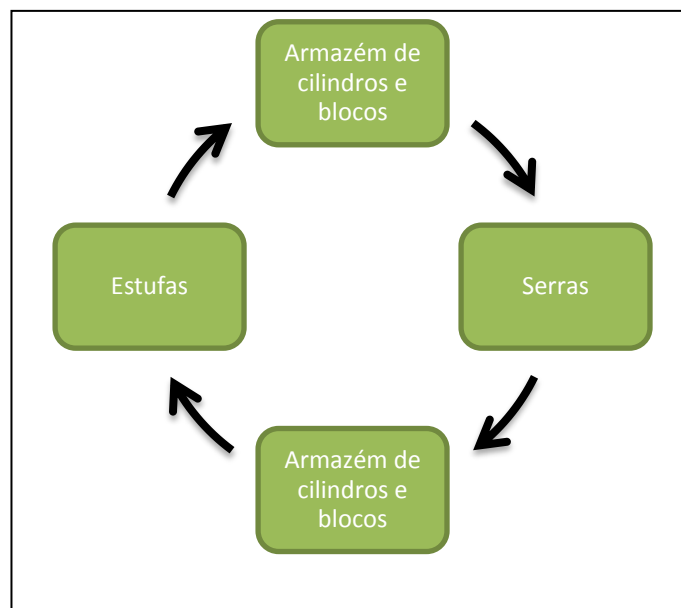 Armazém de
cilindros e
blocos
Estufas
Serras
Armazém de
cilindros e
blocos